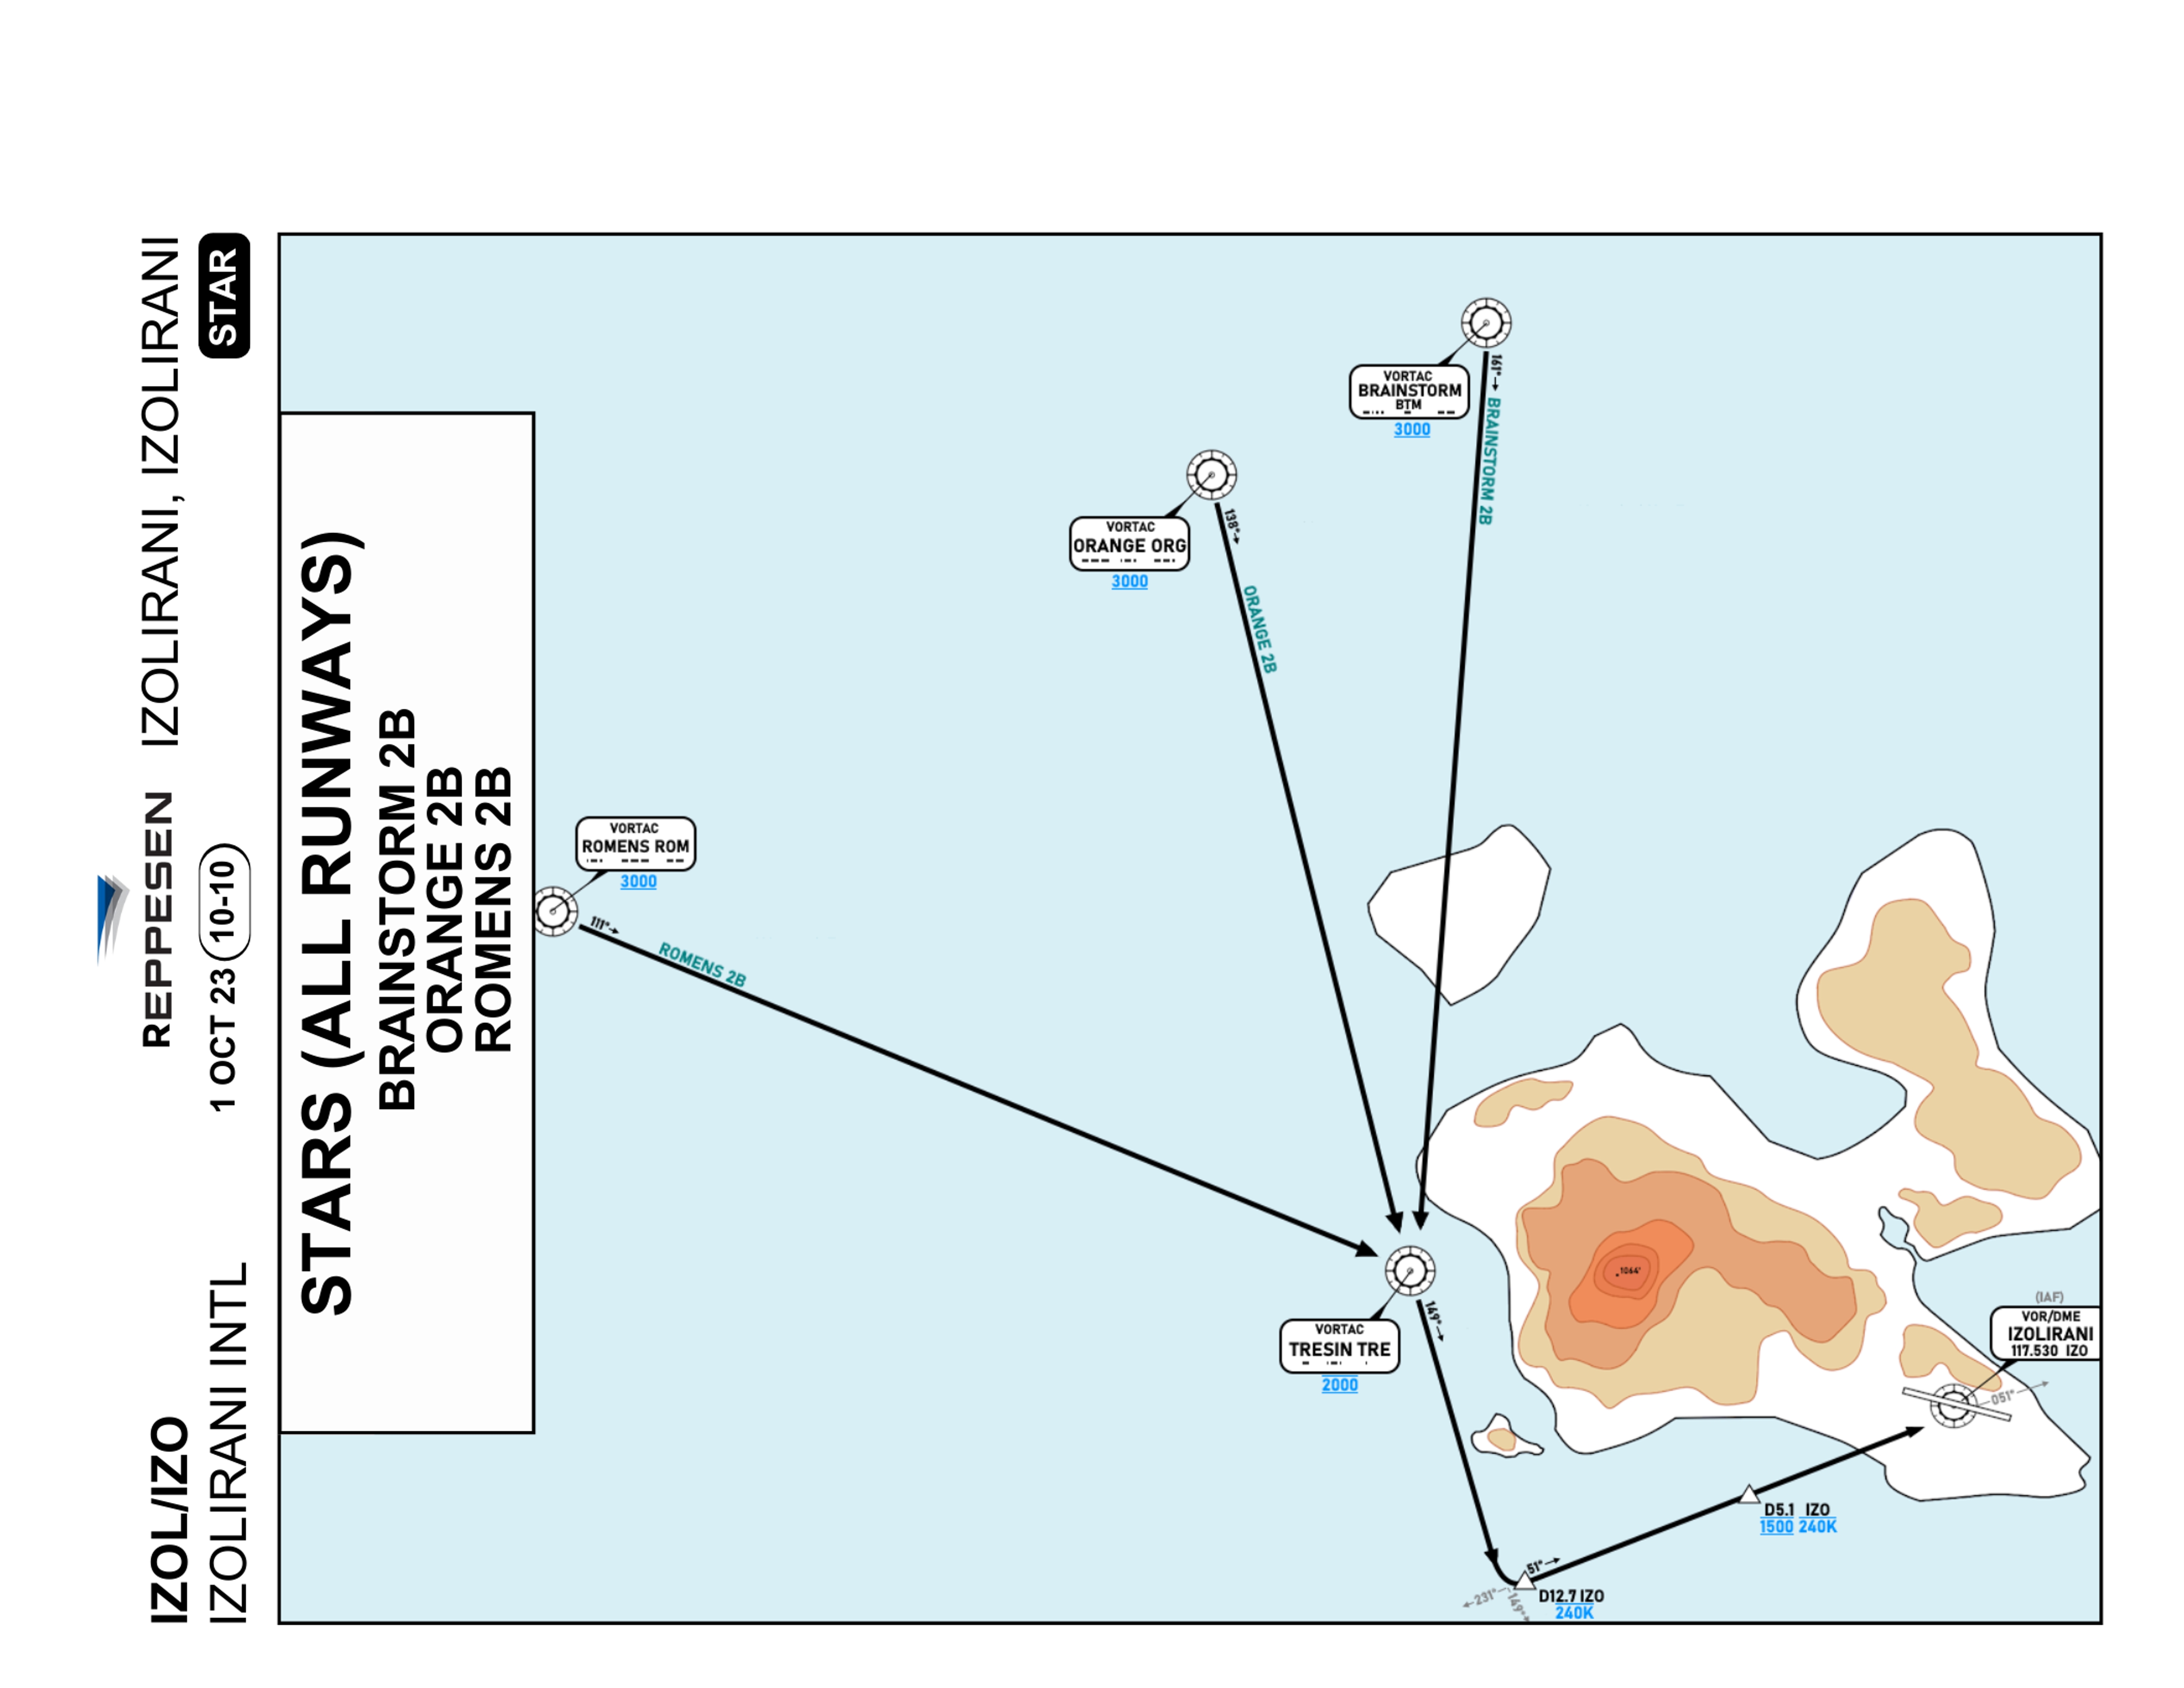 IZOL/IZO
IZOLIRANI INTL
REPPESEN
1 OCT 23
10-10
IZOLIRANI, IZOLIRANI
STAR
STARS (ALL RUNWAYS)
BRAINSTORM 2B
ORANGE 2B
ROMENS 2B
VORTAC
BRAINSTORM
BTM
3000
161°
BRAINSTORM 2B
VORTAC
ORANGE ORG
3000
138°
ORANGE 2B
VORTAC
ROMENS ROM
3000
111°
ROMENS 2B
VORTAC
TRESIN TRE
2000
149°
1064'
(IAF)
VOR/DME
IZOLIRANI
117.530 IZO
051°
D5.1 IZO
1500 240K
51°
D12.7 IZO
240K
231°
149°